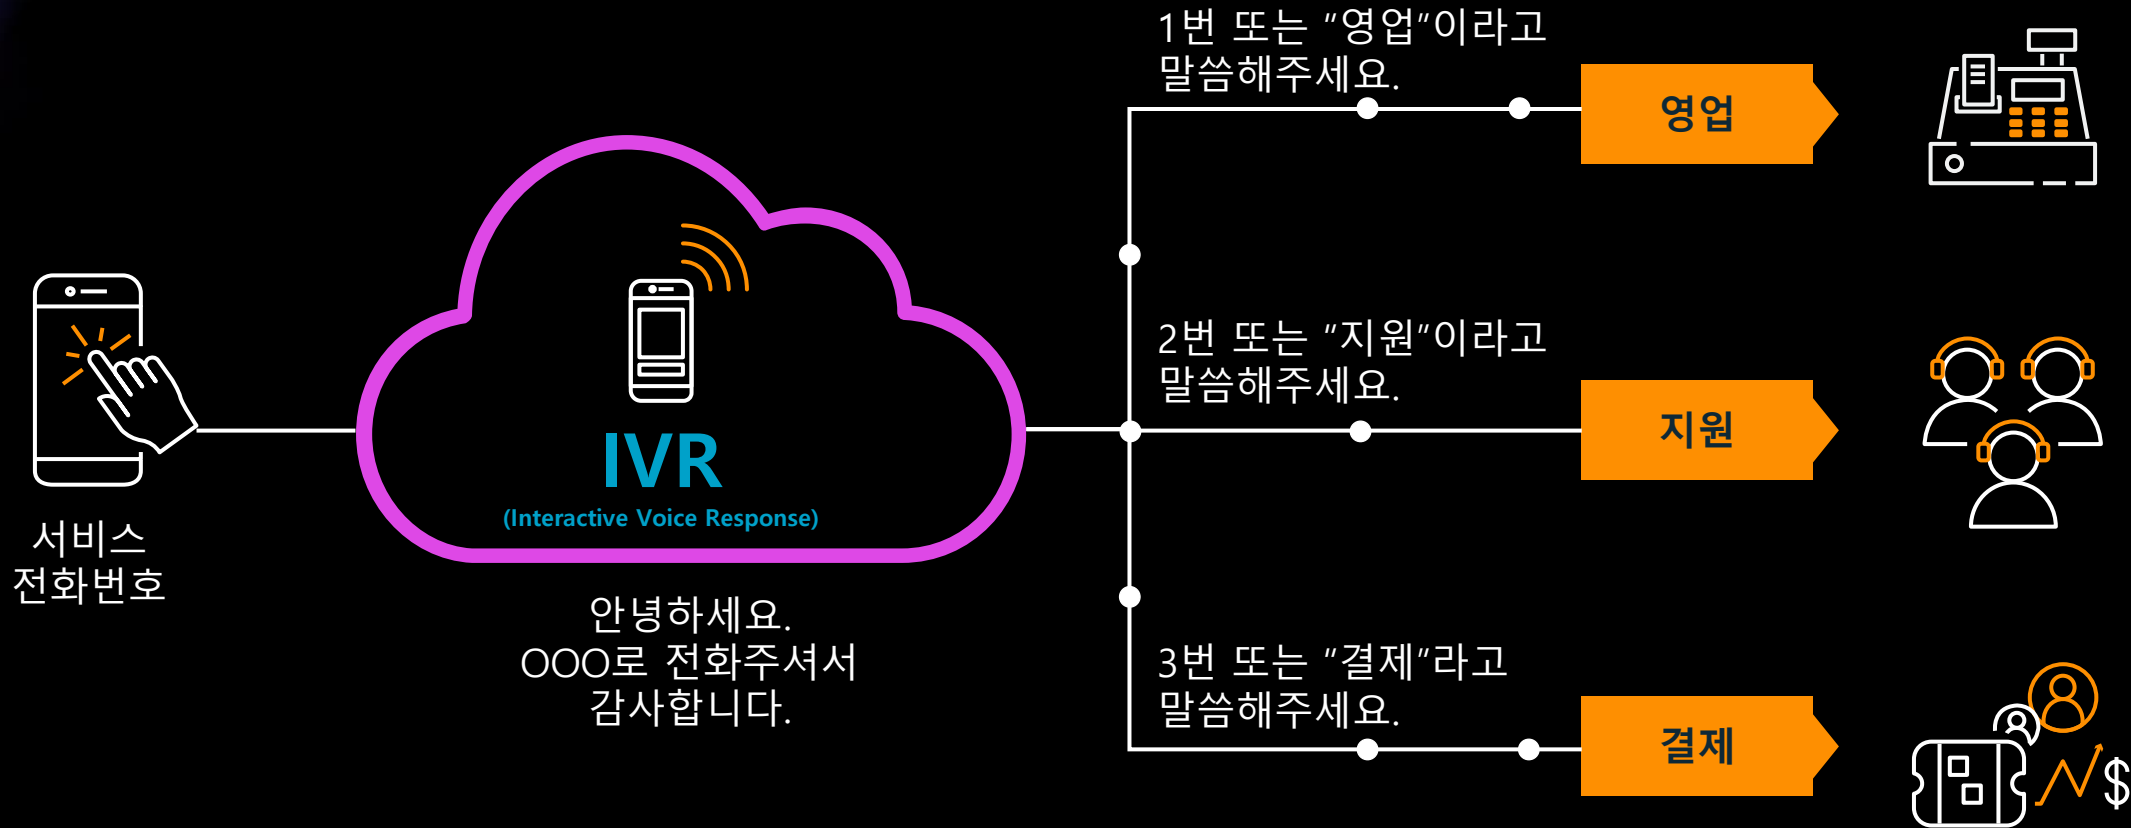 서비스
전화번호
IVR
(Interactive Voice Response)
안녕하세요.
OOO로 전화주셔서
감사합니다.
1번 또는 "영업"이라고
말씀해주세요.
영업
2번 또는 "지원"이라고
말씀해주세요.
지원
3번 또는 "결제"라고
말씀해주세요.
결제
$